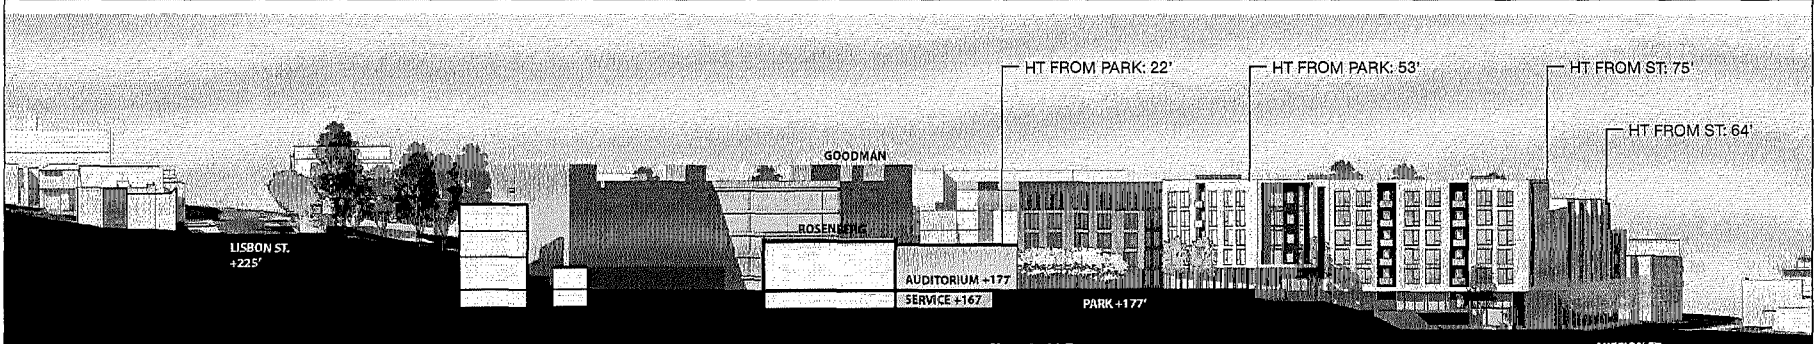 HT FROM PARK: 22'
HT FROM PARK: 53'
HT FROM ST: 75'
HT FROM ST: 64'
GOODMAN
ROSENBERG
LISBON ST.
+225'
AUDITORIUM +177
SERVICE +167
PARK +177'